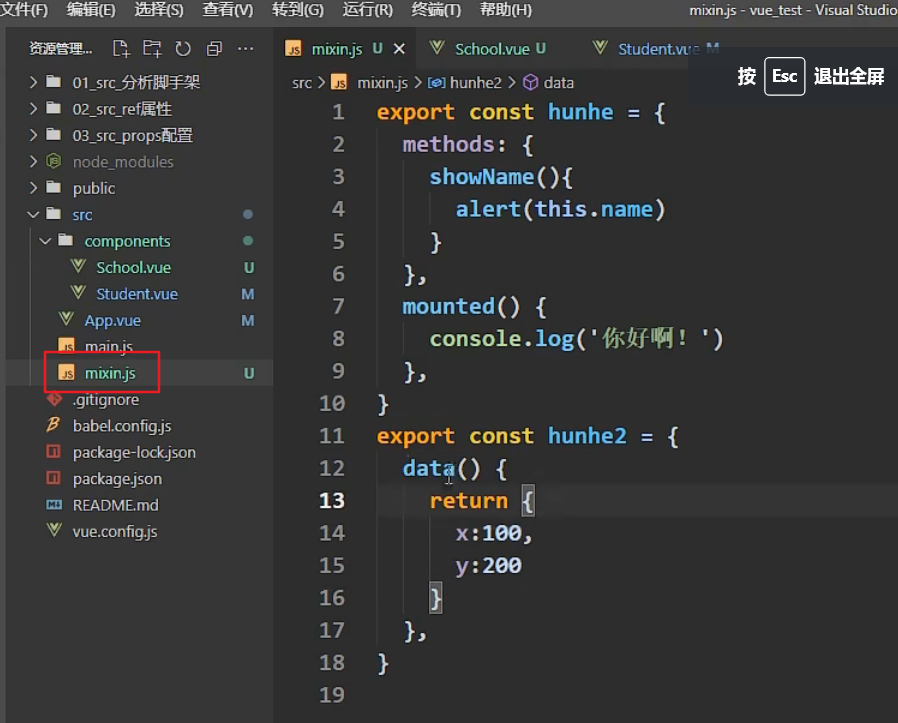 文件(F) 编辑(E) 选择(S) 查看(V) 转到(G) 运行(R) 终端(T) 帮助(H) mixin.js - vue_test - Visual Studio
资源管理... mixin.js U School.vue U Student.vue M
按 Esc 退出全屏
src > mixin.js > hunhe2 > data
01_src_分析脚手架
02_src_ref属性
03_src_props配置
node_modules
public
src
components
School.vue U
Student.vue M
App.vue M
main.js
mixin.js U
.gitignore
babel.config.js
package-lock.json
package.json
README.md
vue.config.js
1 export const hunhe = {
2 methods: {
3 showName(){
4 alert(this.name)
5 }
6 },
7 mounted() {
8 console.log('你好啊！')
9 },
10 }
11 export const hunhe2 = {
12 data() {
13 return {
14 x:100,
15 y:200
16 }
17 },
18 }
19